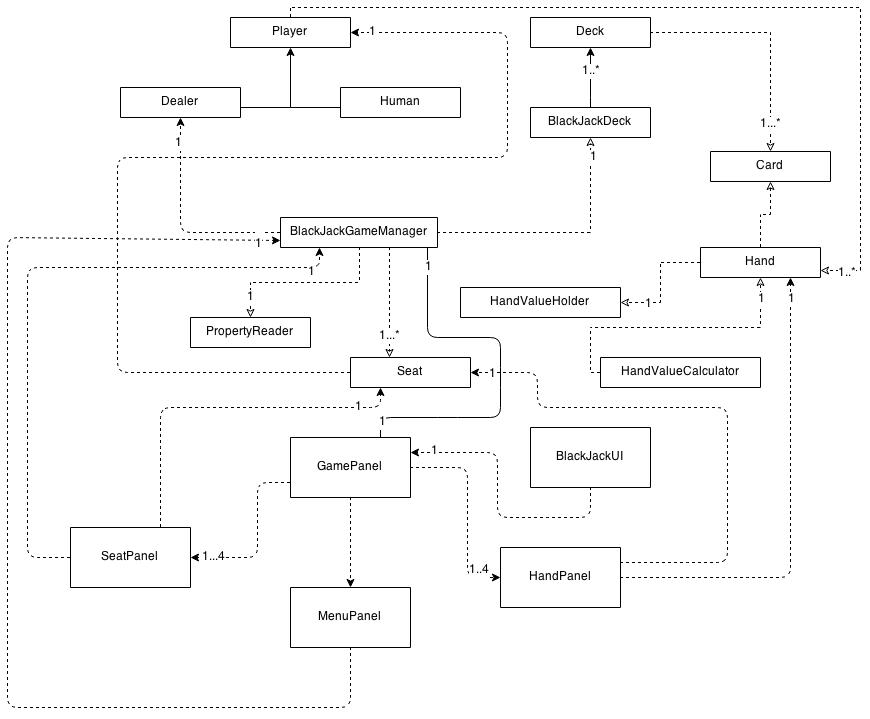 Player
1
Deck
1..*
Dealer
Human
BlackJackDeck
1...*
1
1
Card
BlackJackGameManager
1
1
Hand
1
1..*
1
HandValueHolder
1
1
1
PropertyReader
1...*
Seat
1
HandValueCalculator
1
1
GamePanel
1
BlackJackUI
SeatPanel
1...4
1..4
HandPanel
MenuPanel